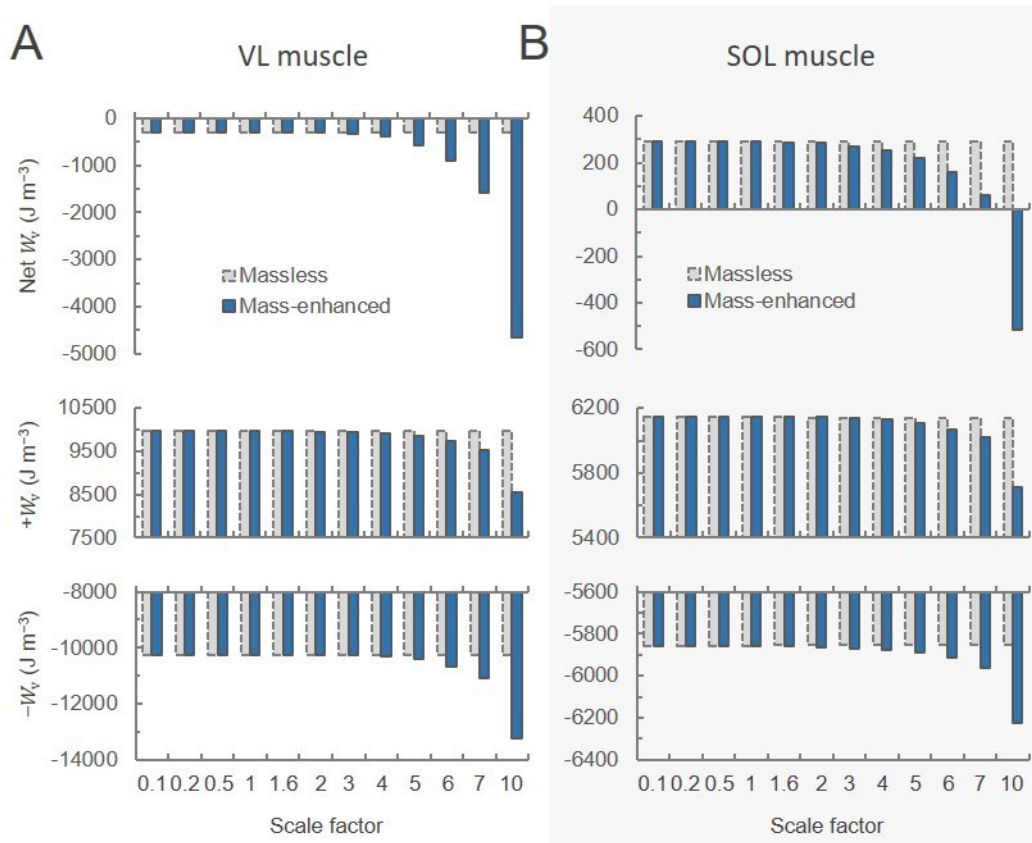 A
VL muscle
Net Wᵥ (J m⁻³)
0
-1000
-2000
-3000
-4000
-5000
Massless
Mass-enhanced
+Wᵥ (J m⁻³)
10500
9500
8500
7500
−Wᵥ (J m⁻³)
-8000
-10000
-12000
-14000
0.1 0.2 0.5 1 1.6 2 3 4 5 6 7 10
Scale factor
B
SOL muscle
400
200
0
-200
-400
-600
Massless
Mass-enhanced
6200
5800
5400
-5600
-5800
-6000
-6200
-6400
0.1 0.2 0.5 1 1.6 2 3 4 5 6 7 10
Scale factor